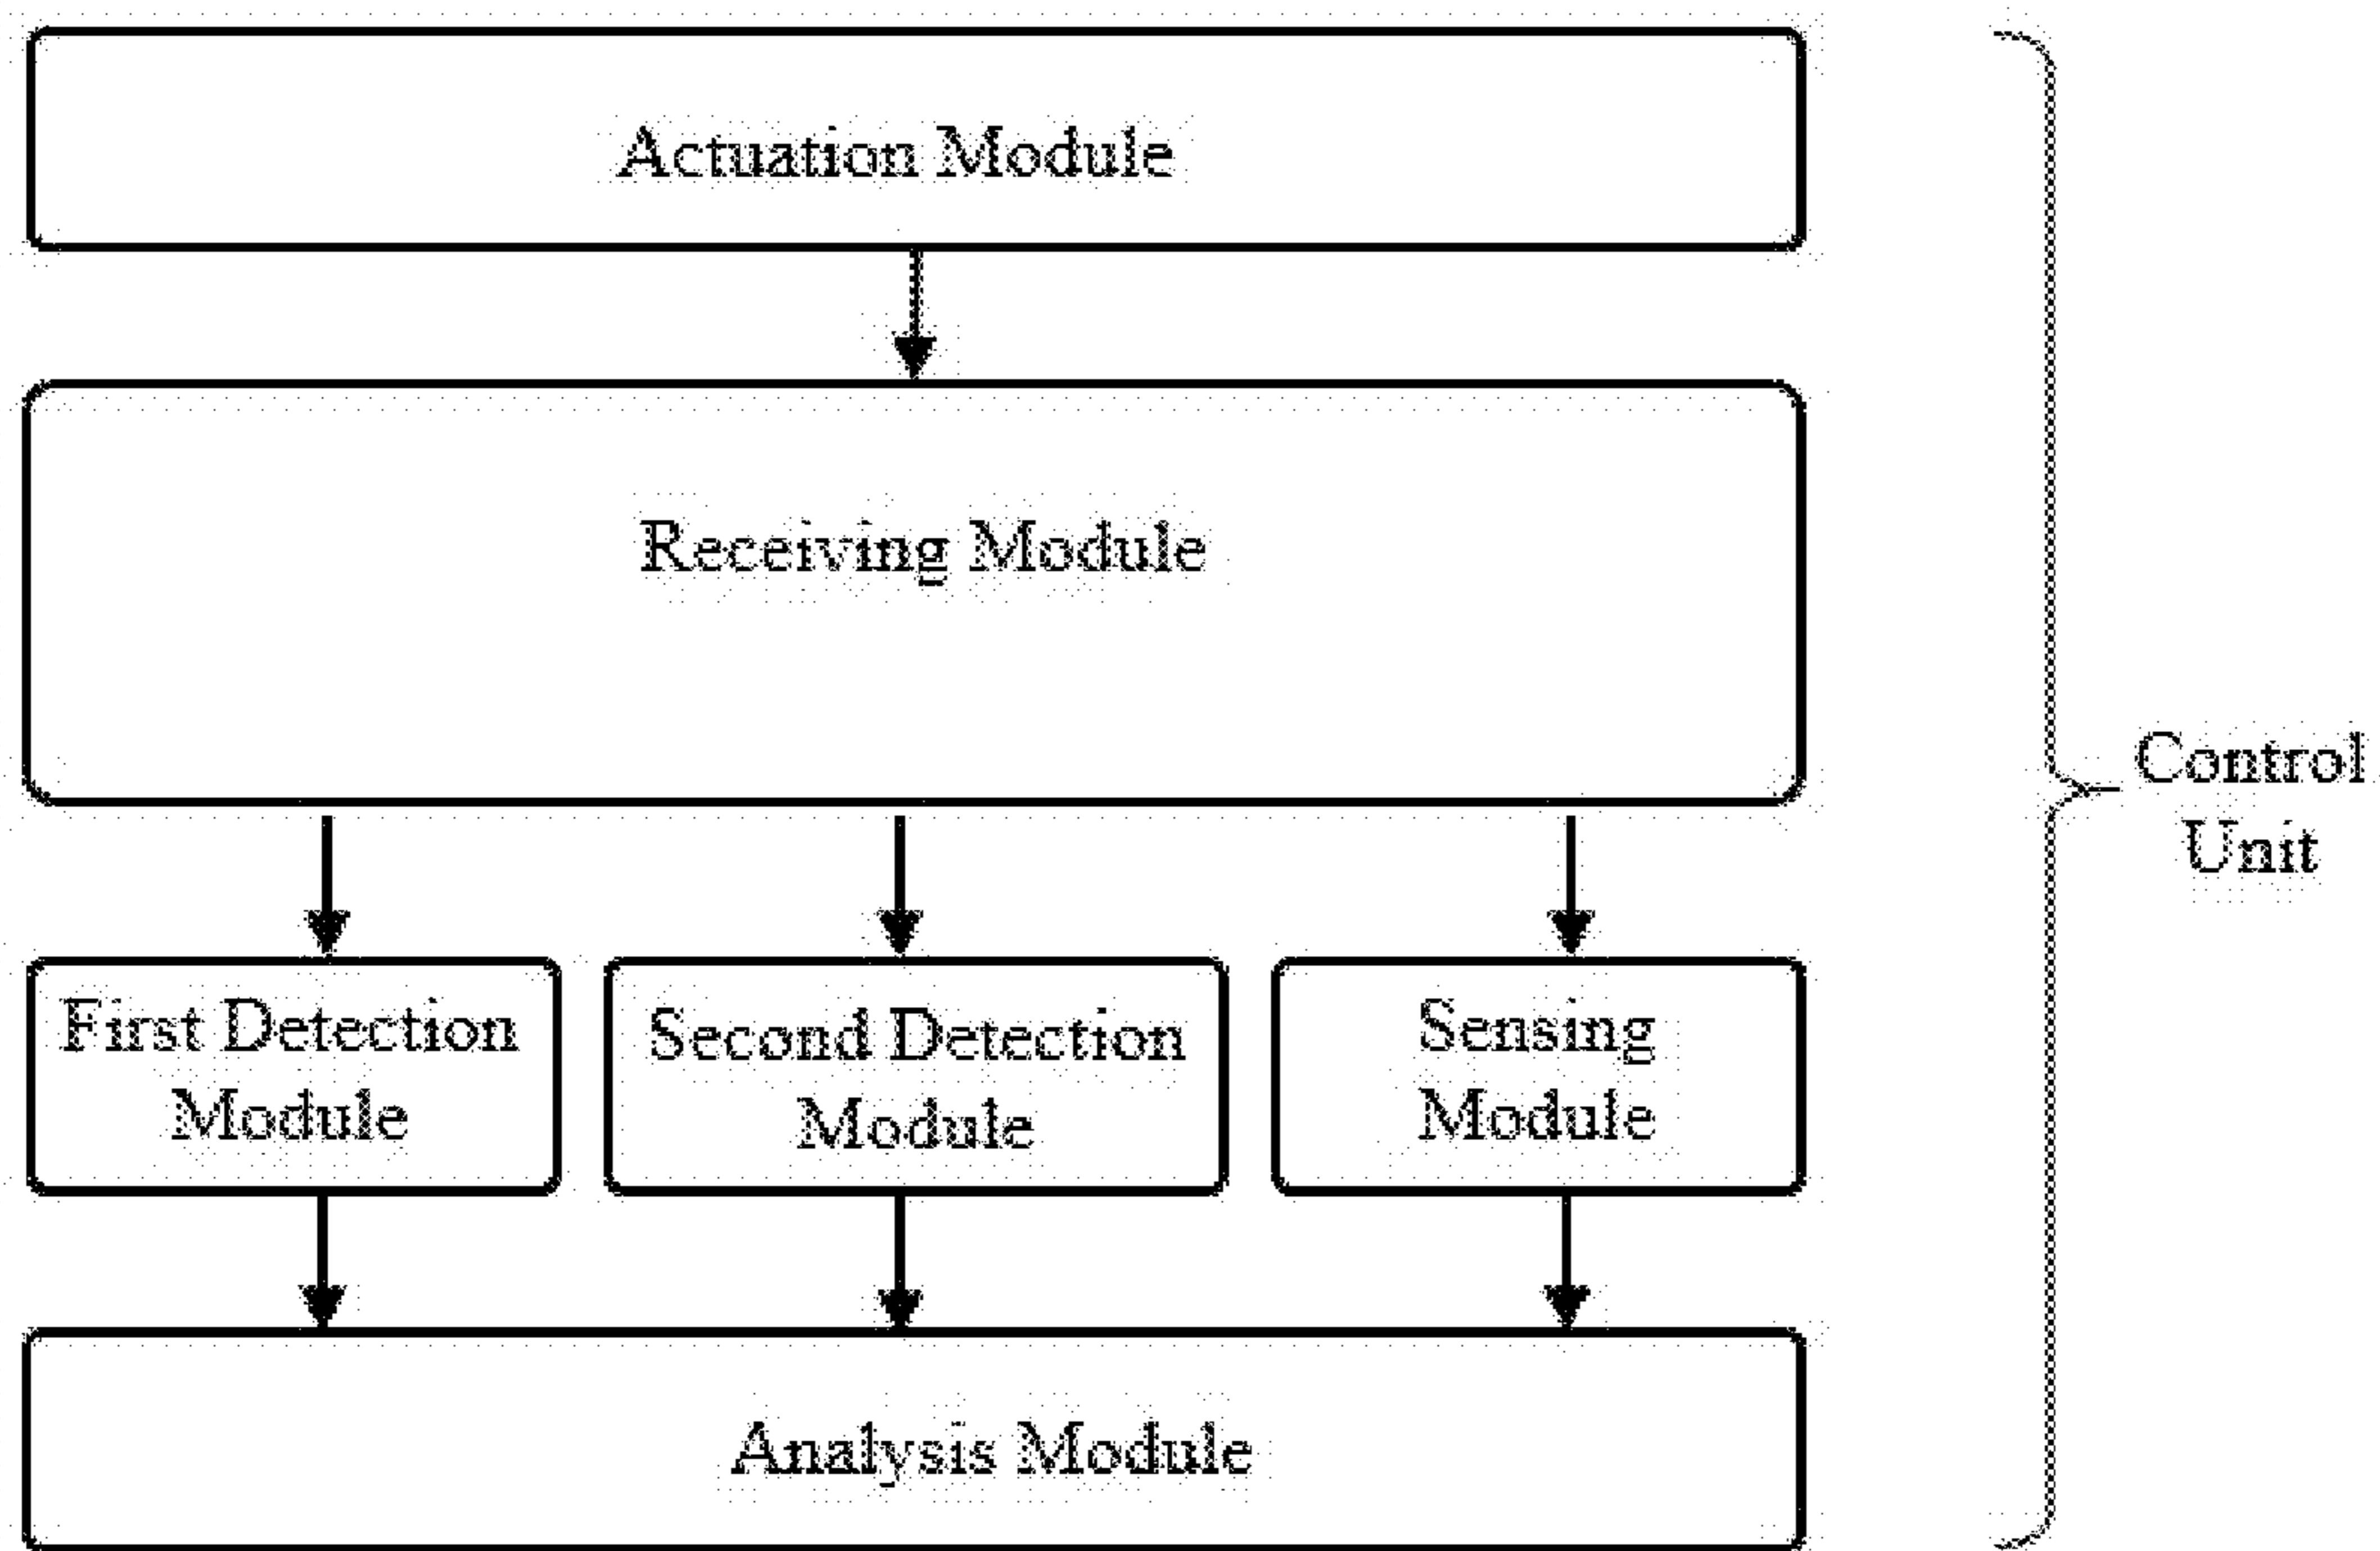 Actuation Module
Receiving Module
Control
Unit
First Detection
Module
Second Detection
Module
Sensing
Module
Analysis Module